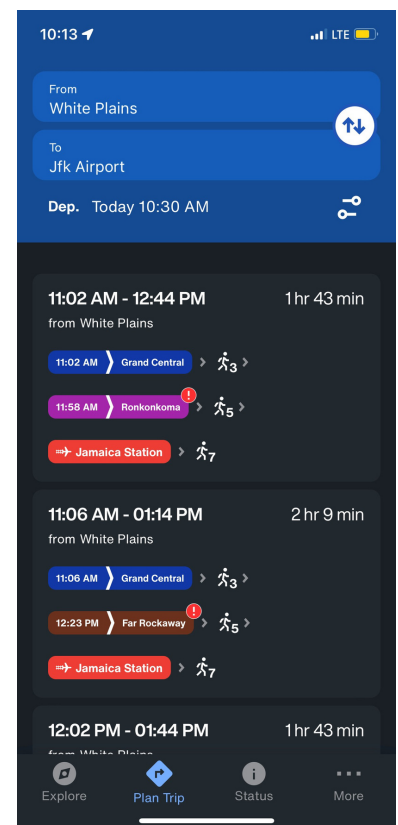 10:13
LTE
From
White Plains
To
Jfk Airport
Dep. Today 10:30 AM
11:02 AM - 12:44 PM 1 hr 43 min
from White Plains
11:02 AM Grand Central 3
11:58 AM Ronkonkoma ! 5
Jamaica Station 7
11:06 AM - 01:14 PM 2 hr 9 min
from White Plains
11:06 AM Grand Central 3
12:23 PM Far Rockaway ! 5
Jamaica Station 7
12:02 PM - 01:44 PM 1 hr 43 min
from White Plains
Explore Plan Trip Status More